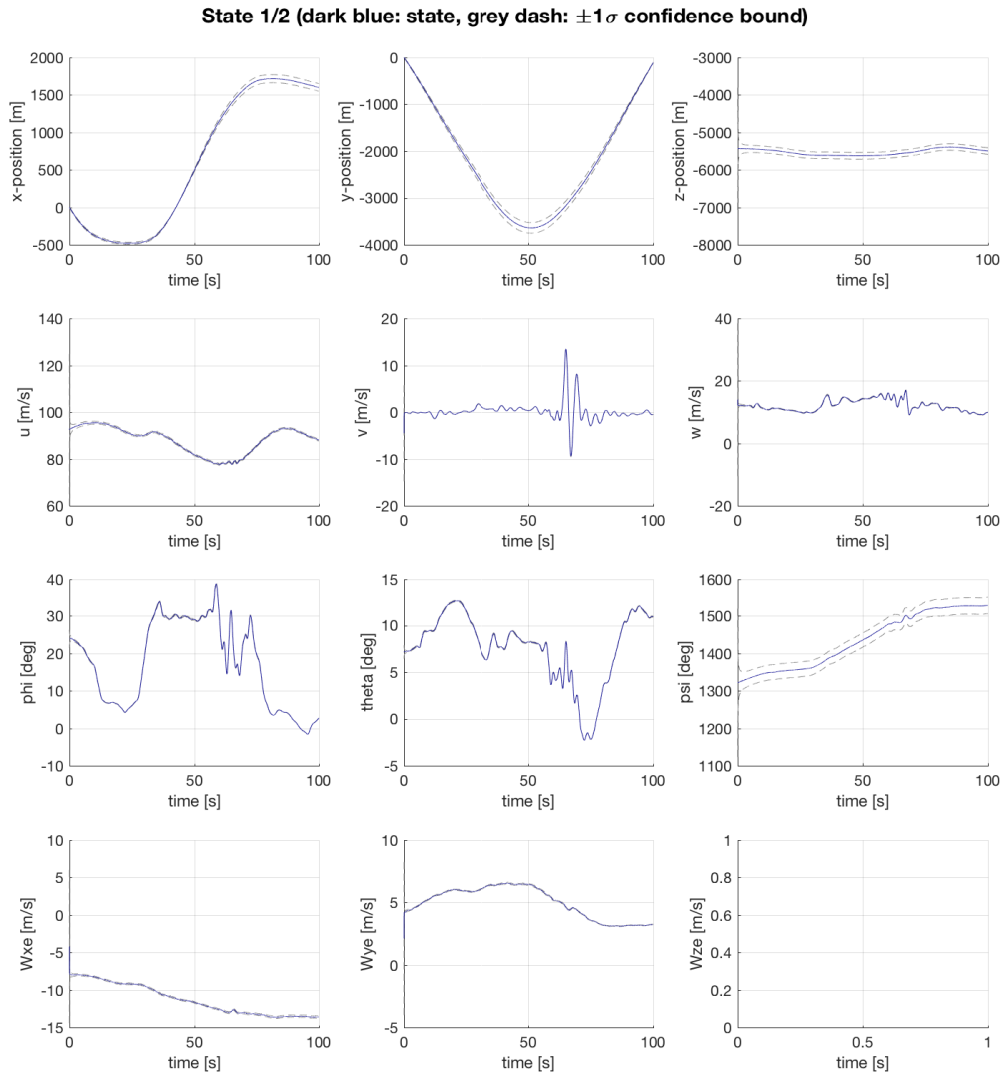 State 1/2 (dark blue: state, grey dash: ±1σ confidence bound)
x-position [m]
2000
1500
1000
500
0
-500
0 50 100
time [s]
y-position [m]
0
-1000
-2000
-3000
-4000
0 50 100
time [s]
z-position [m]
-3000
-4000
-5000
-6000
-7000
-8000
0 50 100
time [s]
u [m/s]
140
120
100
80
60
0 50 100
time [s]
v [m/s]
20
10
0
-10
-20
0 50 100
time [s]
w [m/s]
40
20
0
-20
0 50 100
time [s]
phi [deg]
40
30
20
10
0
-10
0 50 100
time [s]
theta [deg]
15
10
5
0
-5
0 50 100
time [s]
psi [deg]
1600
1500
1400
1300
1200
1100
0 50 100
time [s]
Wxe [m/s]
10
5
0
-5
-10
-15
0 50 100
time [s]
Wye [m/s]
10
5
0
-5
0 50 100
time [s]
Wze [m/s]
1
0.8
0.6
0.4
0.2
0
0 0.5 1
time [s]